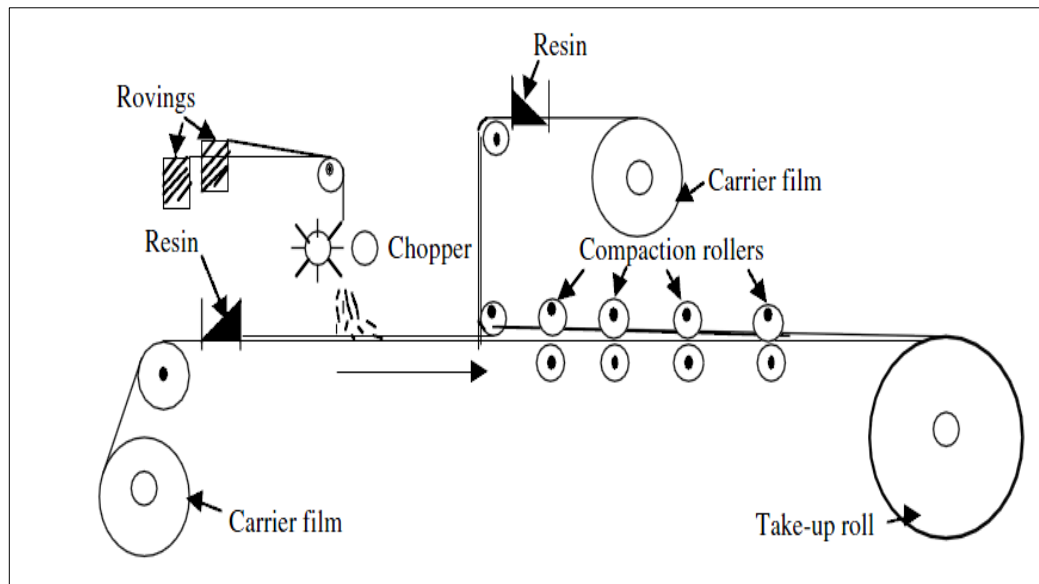 Resin
Rovings
Carrier film
Resin
Chopper
Compaction rollers
Carrier film
Take-up roll